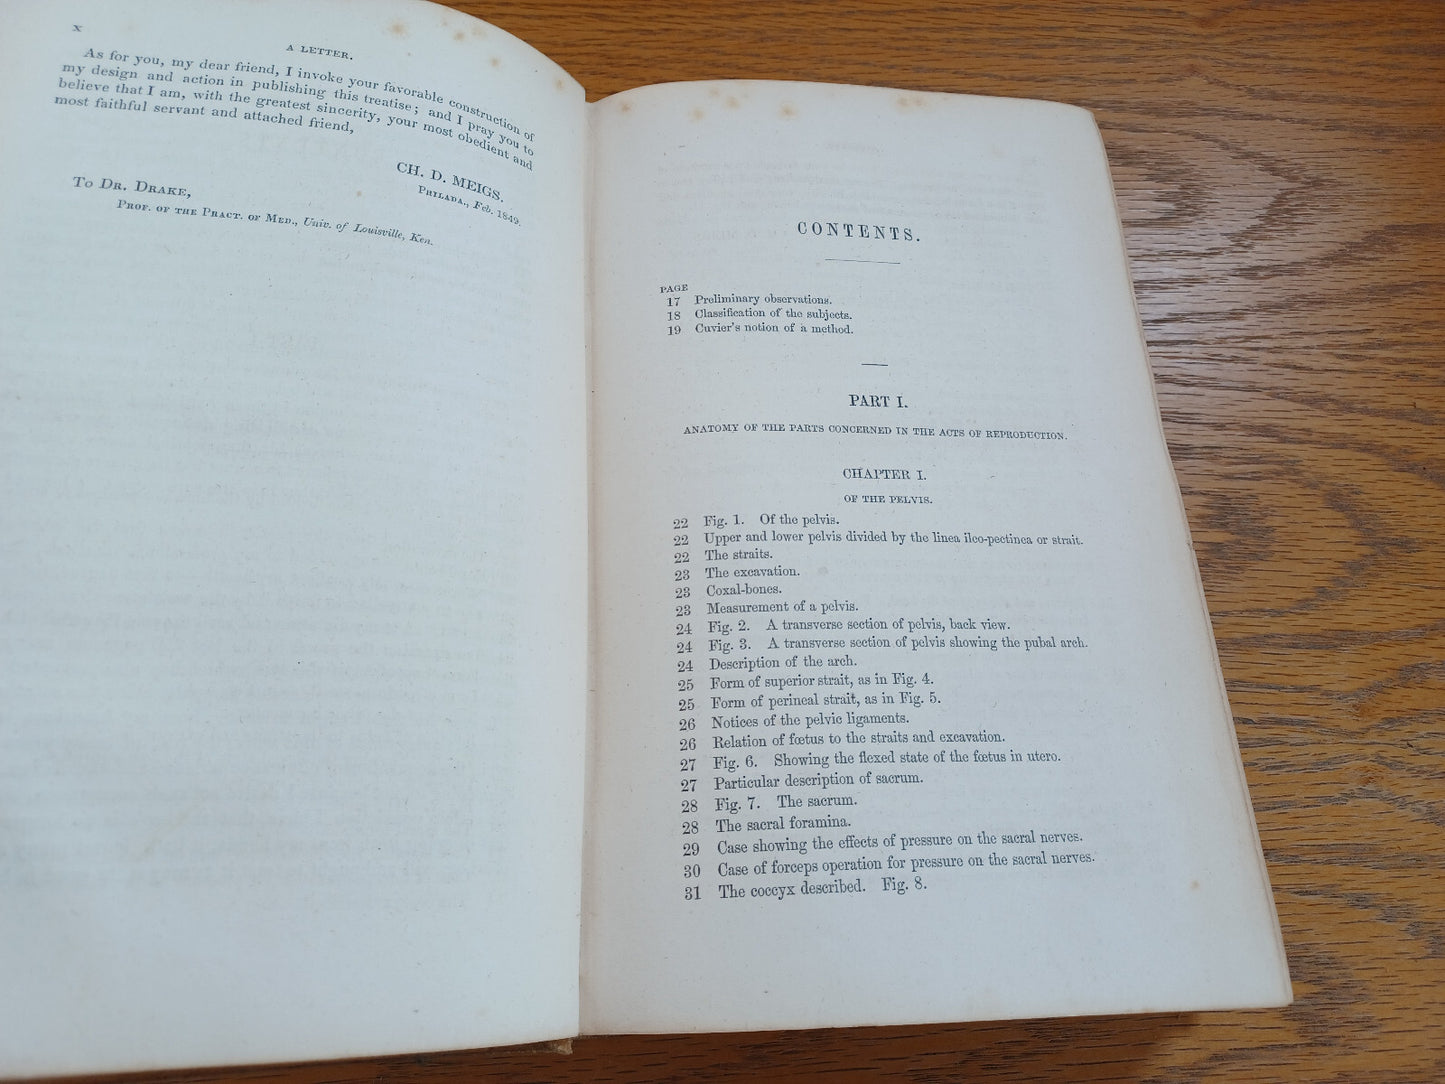 x
A LETTER.
As for you, my dear friend, I invoke your favorable construction of
my design and action in publishing this treatise; and I pray you to
believe that I am, with the greatest sincerity, your most obedient and
most faithful servant and attached friend,
CH. D. MEIGS.
PHILADA., Feb. 1849.
To DR. DRAKE,
PROF. OF THE PRACT. OF MED., Univ. of Louisville, Ken.
CONTENTS.
PAGE
17 Preliminary observations.
18 Classification of the subjects.
19 Cuvier's notion of a method.
PART I.
ANATOMY OF THE PARTS CONCERNED IN THE ACTS OF REPRODUCTION.
CHAPTER I.
OF THE PELVIS.
22 Fig. 1. Of the pelvis.
22 Upper and lower pelvis divided by the linea ileo-pectinea or strait.
22 The straits.
23 The excavation.
23 Coxal-bones.
23 Measurement of a pelvis.
24 Fig. 2. A transverse section of pelvis, back view.
24 Fig. 3. A transverse section of pelvis showing the pubal arch.
24 Description of the arch.
25 Form of superior strait, as in Fig. 4.
25 Form of perineal strait, as in Fig. 5.
26 Notices of the pelvic ligaments.
26 Relation of fœtus to the straits and excavation.
27 Fig. 6. Showing the flexed state of the fœtus in utero.
27 Particular description of sacrum.
28 Fig. 7. The sacrum.
28 The sacral foramina.
29 Case showing the effects of pressure on the sacral nerves.
30 Case of forceps operation for pressure on the sacral nerves.
31 The coccyx described. Fig. 8.